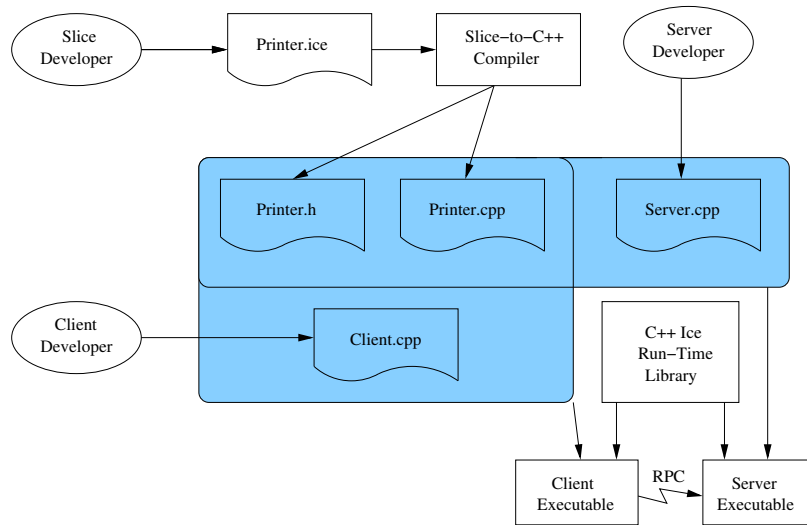 Slice
Developer
Printer.ice
Slice-to-C++
Compiler
Server
Developer
Printer.h
Printer.cpp
Server.cpp
Client
Developer
Client.cpp
C++ Ice
Run-Time
Library
Client
Executable
RPC
Server
Executable